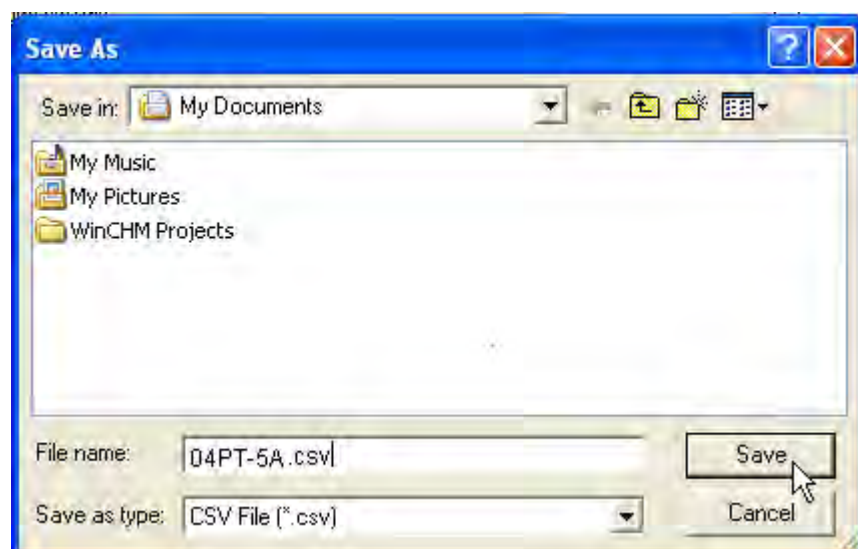 Save As
Save in: My Documents
My Music
My Pictures
WinCHM Projects
File name: 04PT-5A.csv Save
Save as type: CSV File (*.csv) Cancel